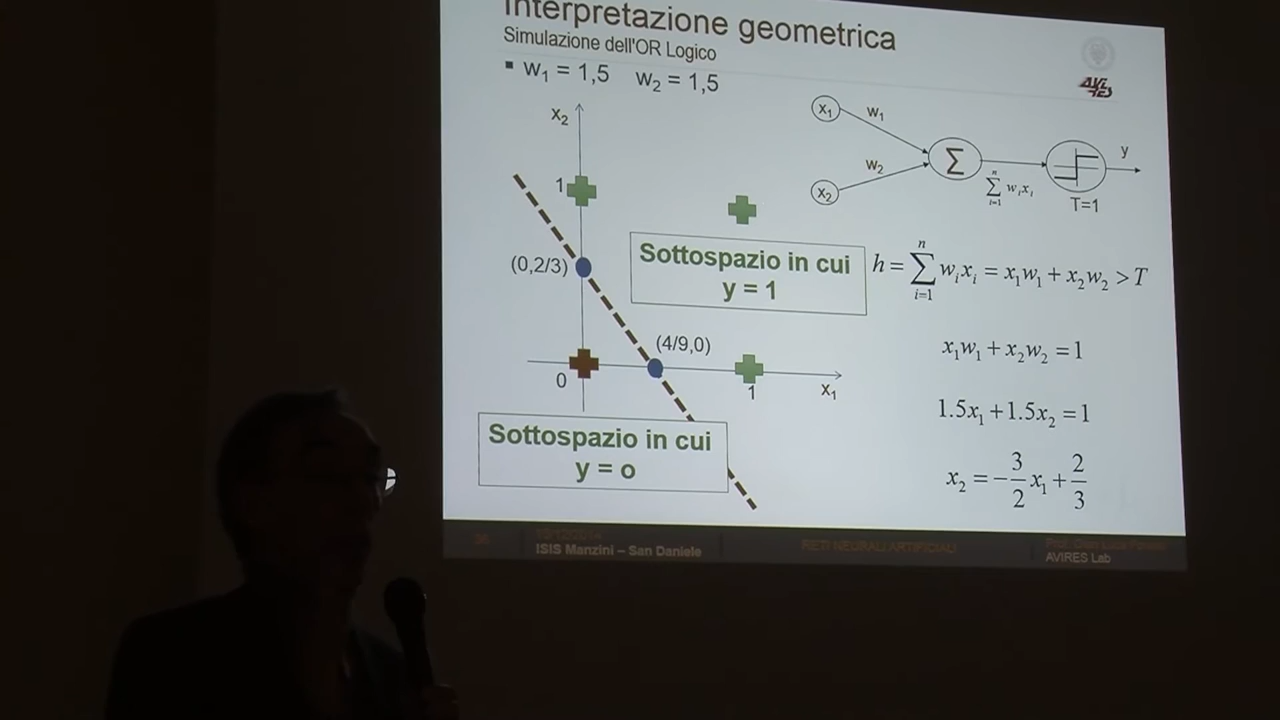 Interpretazione geometrica
Simulazione dell'OR Logico
▪ w₁ = 1,5 w₂ = 1,5
x₂
1
(0,2/3)
(4/9,0)
0
1
x₁
Sottospazio in cui
y = 1
Sottospazio in cui
y = o
x₁
w₁
x₂
w₂
Σ
y
T=1
∑ᵢ₌₁ⁿ wᵢxᵢ
h = ∑ᵢ₌₁ⁿ wᵢxᵢ = x₁w₁ + x₂w₂ > T
x₁w₁ + x₂w₂ = 1
1.5x₁ + 1.5x₂ = 1
x₂ = −3/2 x₁ + 2/3
ISIS Manzini – San Daniele
RETI NEURALI ARTIFICIALI
AVIRES Lab